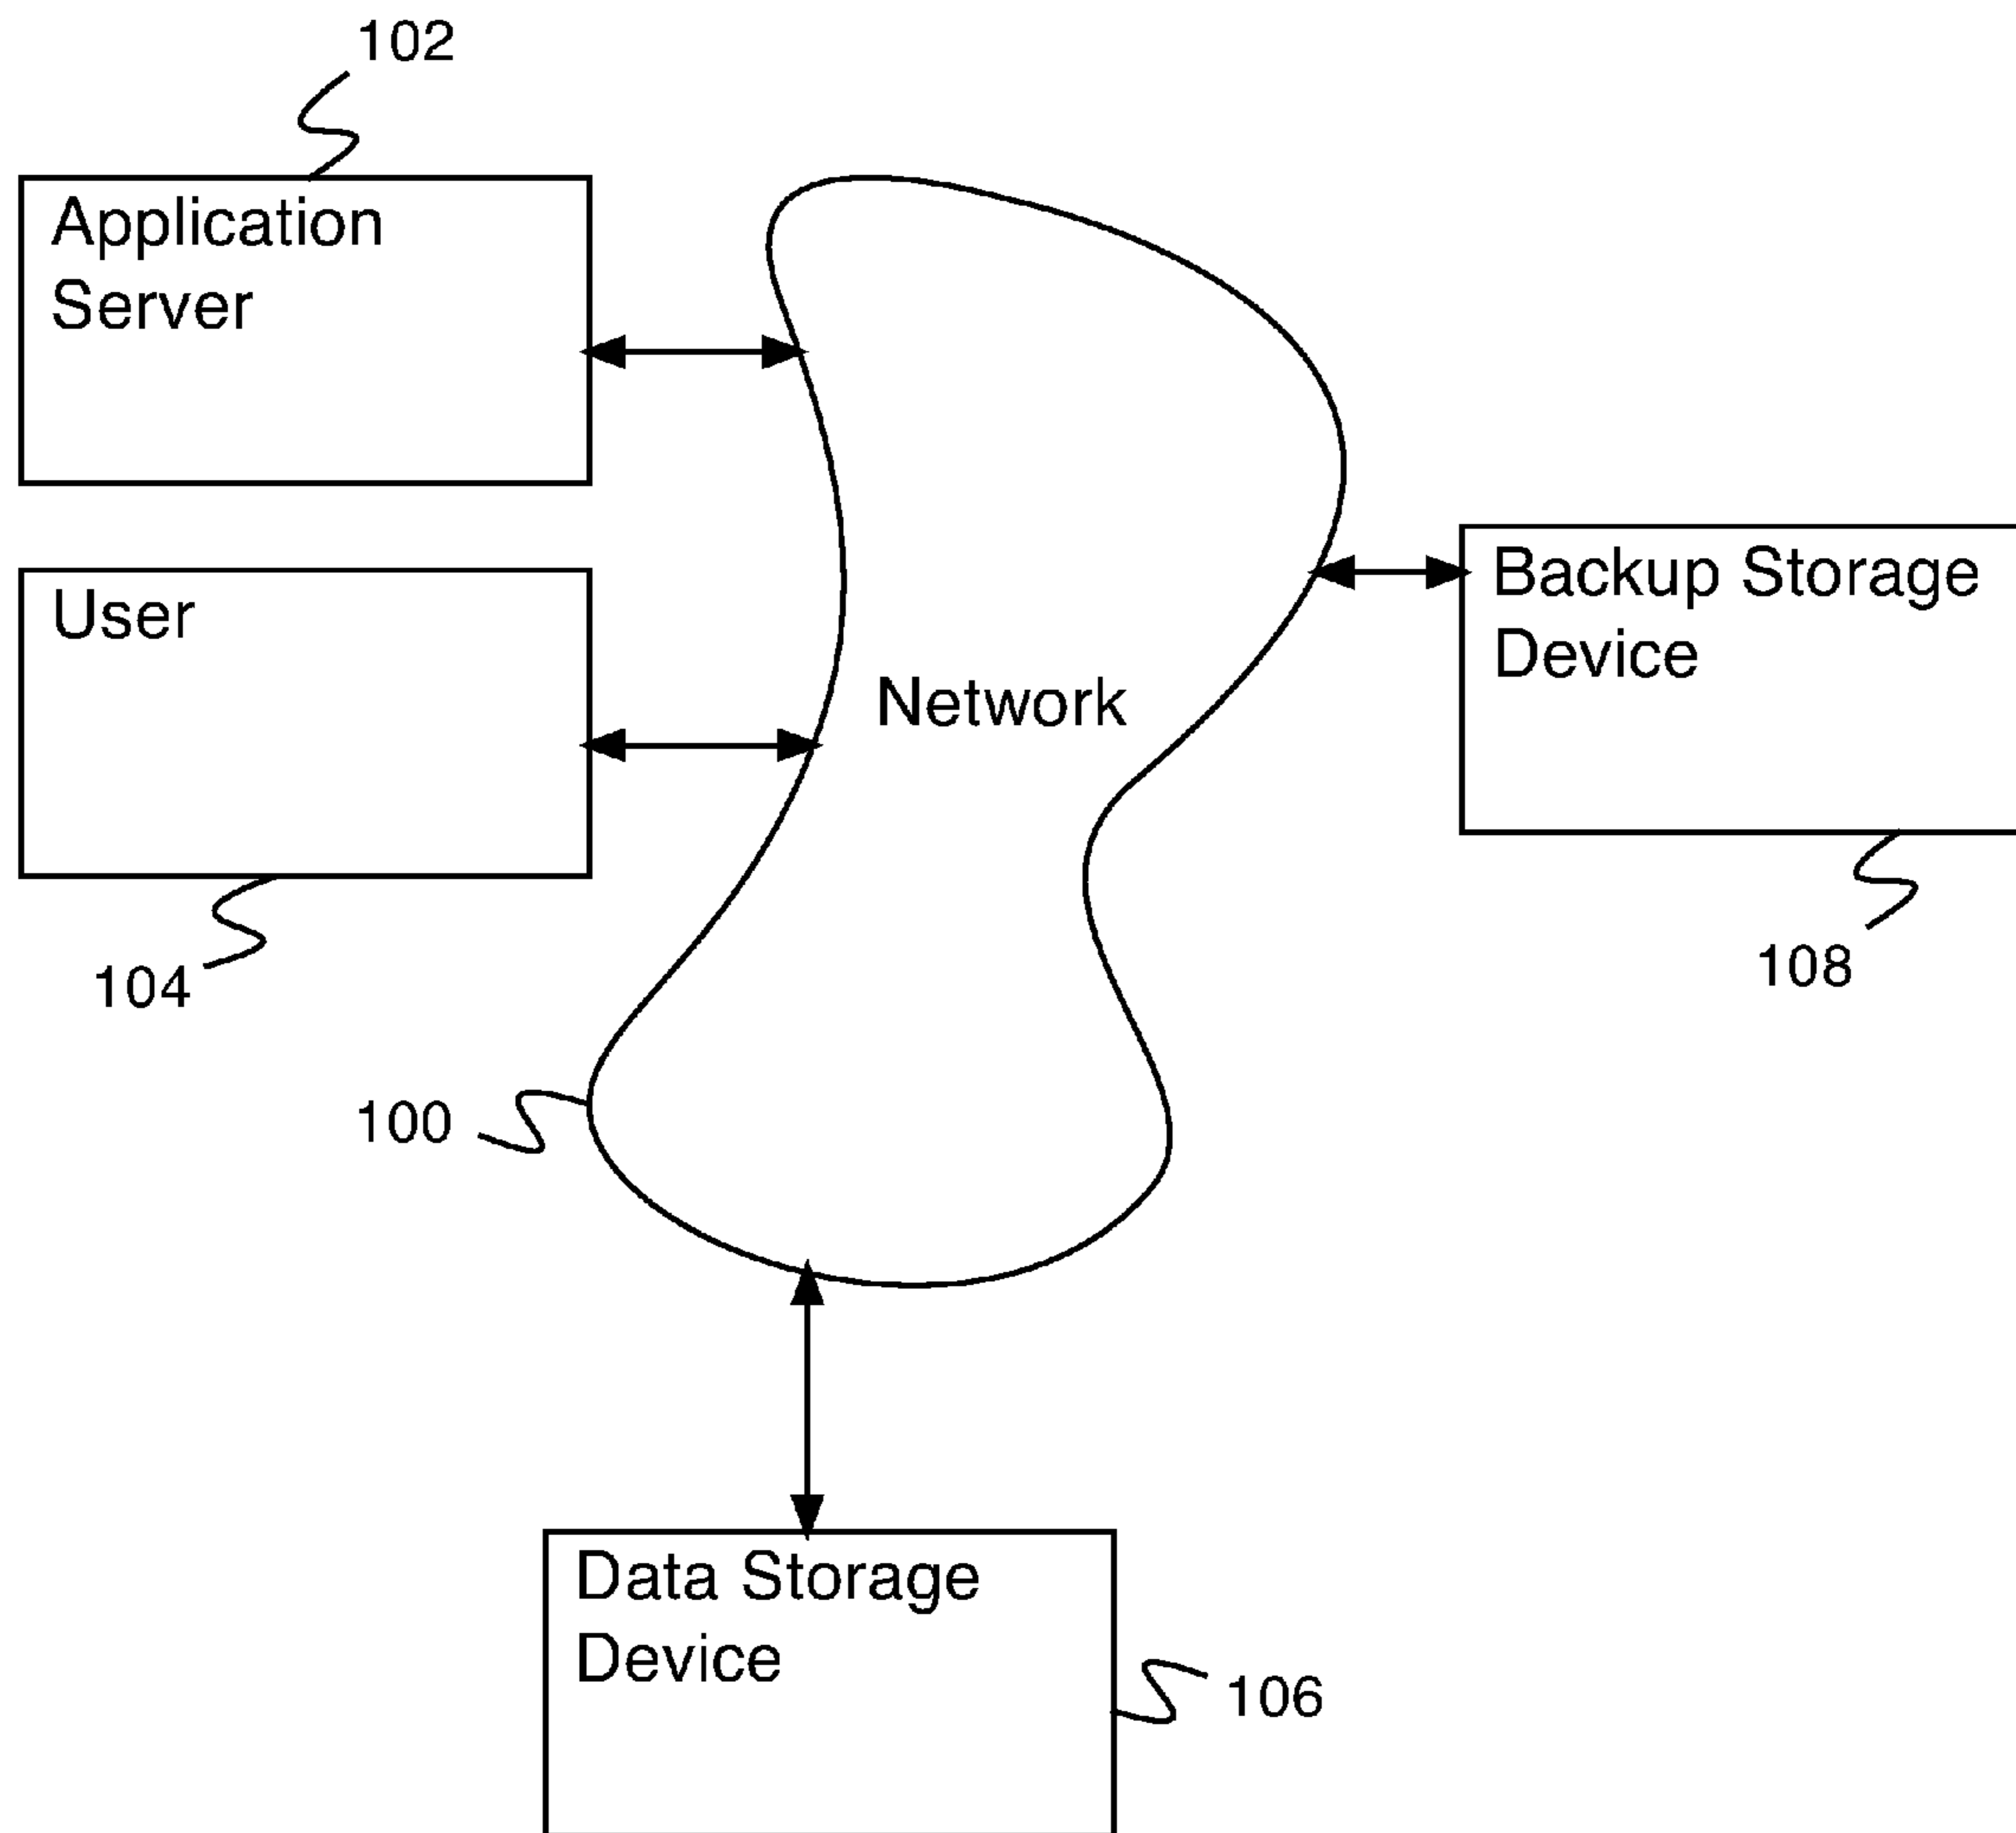 102
Application
Server
User
Backup Storage
Device
Network
104
108
100
Data Storage
Device
106